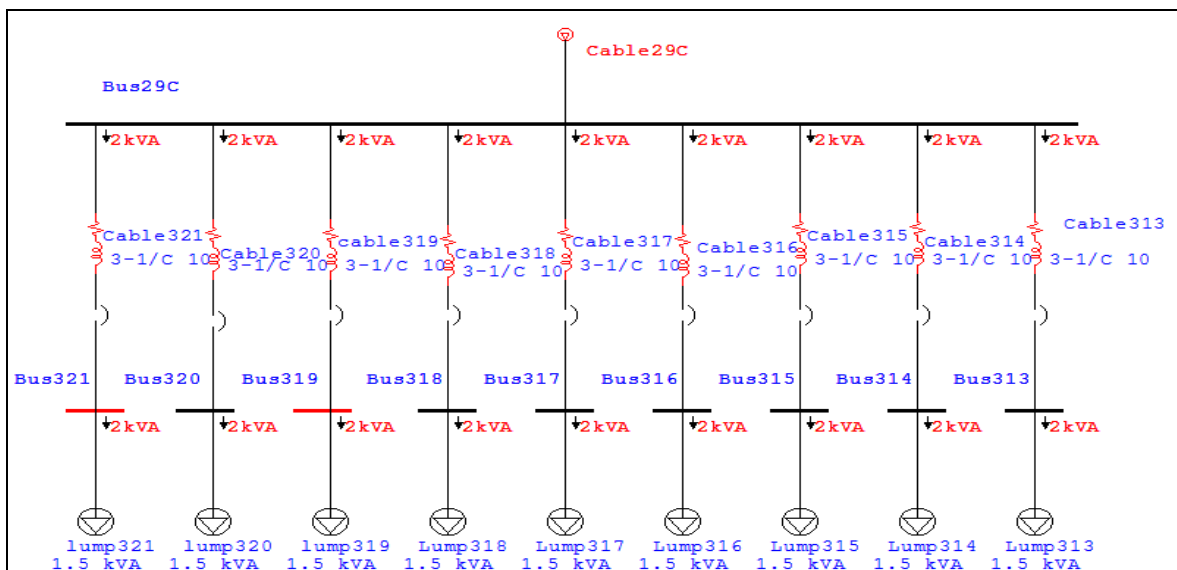 Cable29C
Bus29C
2kVA 2kVA 2kVA 2kVA 2kVA 2kVA 2kVA 2kVA 2kVA
Cable321 Cable320 cable319 Cable318 Cable317 Cable316 Cable315 Cable314 Cable313
3-1/C 10 3-1/C 10 3-1/C 10 3-1/C 10 3-1/C 10 3-1/C 10 3-1/C 10 3-1/C 10 3-1/C 10
Bus321 Bus320 Bus319 Bus318 Bus317 Bus316 Bus315 Bus314 Bus313
2kVA 2kVA 2kVA 2kVA 2kVA 2kVA 2kVA 2kVA 2kVA
lump321 lump320 lump319 Lump318 Lump317 Lump316 Lump315 Lump314 Lump313
1.5 kVA 1.5 kVA 1.5 kVA 1.5 kVA 1.5 kVA 1.5 kVA 1.5 kVA 1.5 kVA 1.5 kVA